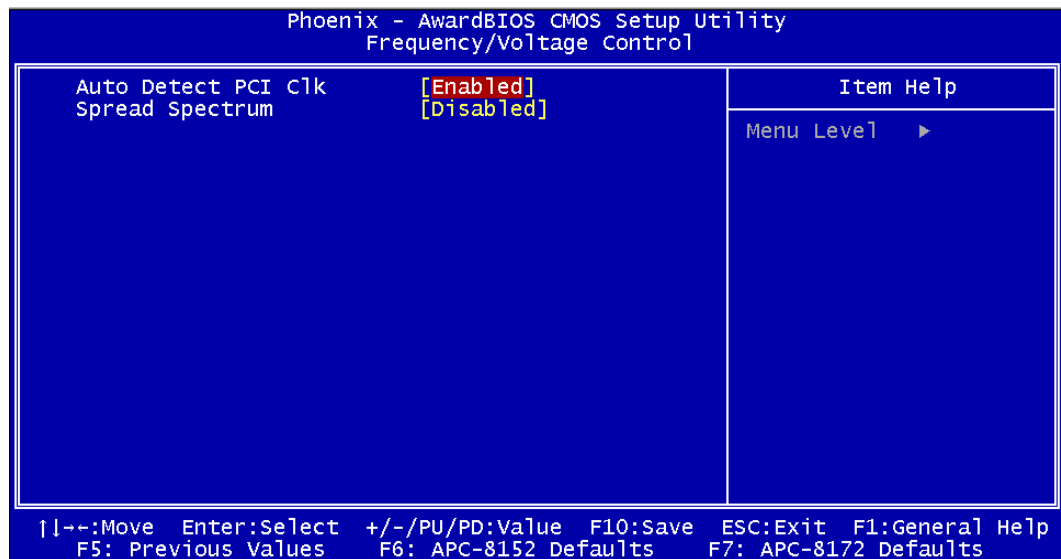 Phoenix - AwardBIOS CMOS Setup Utility
Frequency/Voltage Control
Auto Detect PCI Clk [Enabled]
Spread Spectrum [Disabled]
Item Help
Menu Level ▶
↑↓→←:Move Enter:Select +/-/PU/PD:Value F10:Save ESC:Exit F1:General Help
F5: Previous Values F6: APC-8152 Defaults F7: APC-8172 Defaults